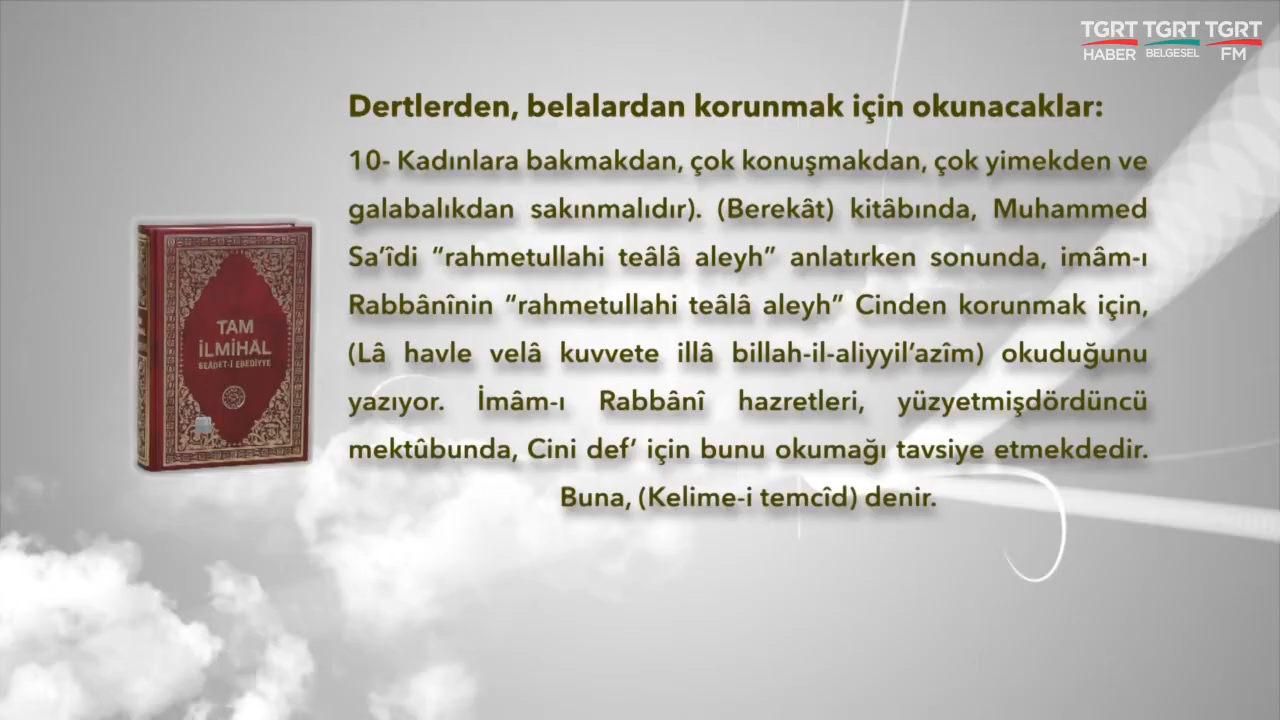 TGRT TGRT TGRT
HABER BELGESEL FM
Dertlerden, belalardan korunmak için okunacaklar:
10- Kadınlara bakmakdan, çok konuşmakdan, çok yimekden ve
galabalıkdan sakınmalıdır). (Berekât) kitâbında, Muhammed
Sa’îdi “rahmetullahi teâlâ aleyh” anlatırken sonunda, imâm-ı
Rabbânînin “rahmetullahi teâlâ aleyh” Cinden korunmak için,
(Lâ havle velâ kuvvete illâ billah-il-aliyyil’azîm) okuduğunu
yazıyor. İmâm-ı Rabbânî hazretleri, yüzyetmişdördüncü
mektûbunda, Cini def’ için bunu okumağı tavsiye etmekdedir.
Buna, (Kelime-i temcîd) denir.
TAM
İLMİHAL
SEÂDET-İ EBEDİYYE